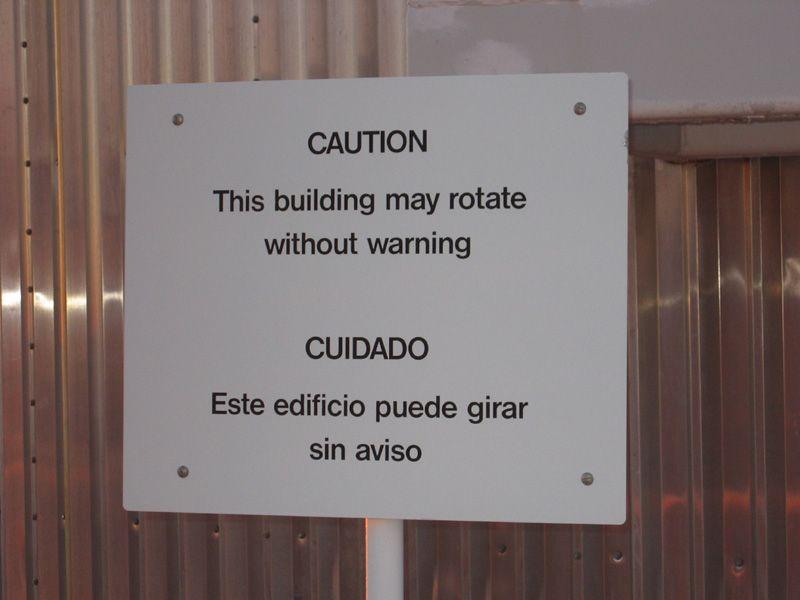 CAUTION
This building may rotate
without warning
CUIDADO
Este edificio puede girar
sin aviso